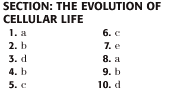 SECTION: THE EVOLUTION OF
CELLULAR LIFE
1. a
2. b
3. d
4. b
5. c
6. c
7. e
8. a
9. b
10. d